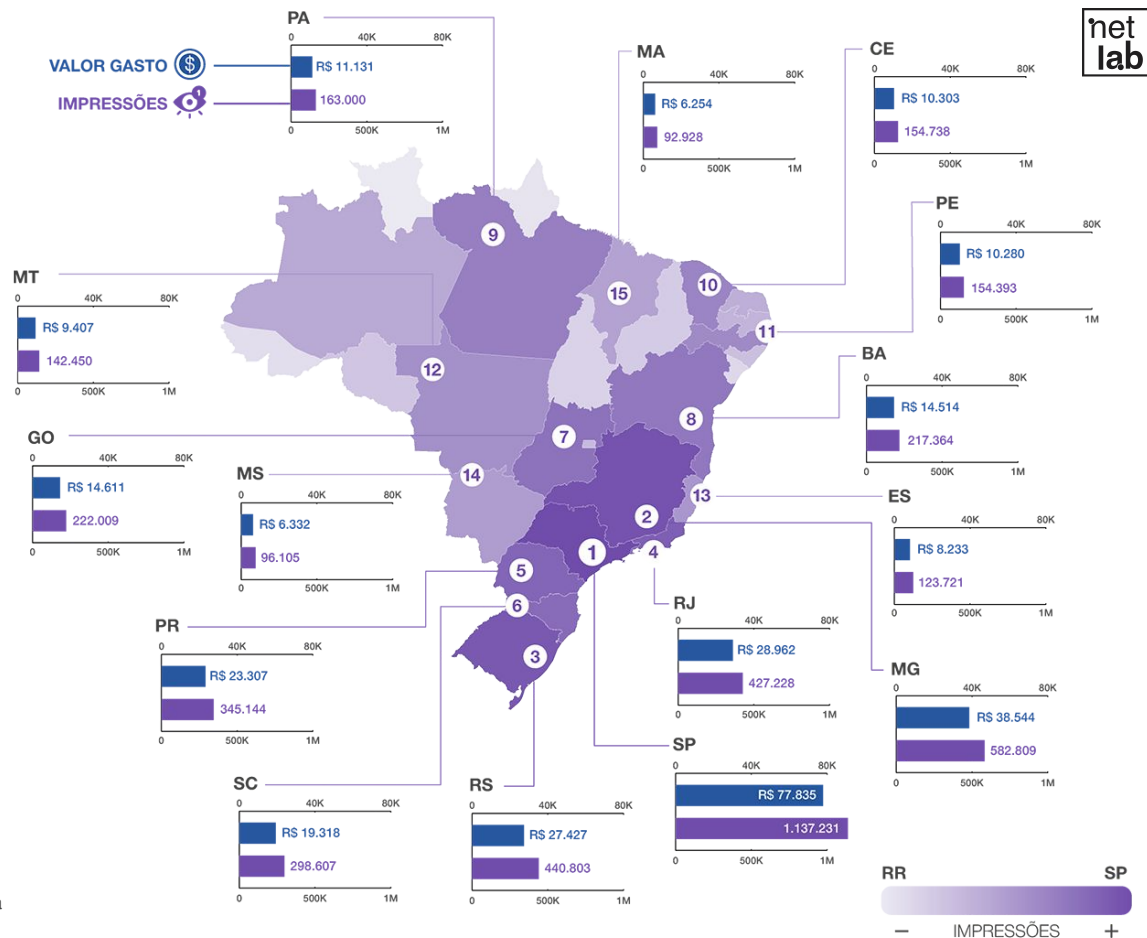 net
lab
VALOR GASTO $
IMPRESSÕES 1
PA
0 40K 80K
R$ 11.131
163.000
0 500K 1M
MA
0 40K 80K
R$ 6.254
92.928
0 500K 1M
CE
0 40K 80K
R$ 10.303
154.738
0 500K 1M
PE
0 40K 80K
R$ 10.280
154.393
0 500K 1M
MT
0 40K 80K
R$ 9.407
142.450
0 500K 1M
BA
0 40K 80K
R$ 14.514
217.364
0 500K 1M
GO
0 40K 80K
R$ 14.611
222.009
0 500K 1M
MS
0 40K 80K
R$ 6.332
96.105
0 500K 1M
ES
0 40K 80K
R$ 8.233
123.721
0 500K 1M
9
15
10
11
12
8
7
14
13
2
1
4
5
6
3
PR
0 40K 80K
R$ 23.307
345.144
0 500K 1M
RJ
0 40K 80K
R$ 28.962
427.228
0 500K 1M
MG
0 40K 80K
R$ 38.544
582.809
0 500K 1M
SC
0 40K 80K
R$ 19.318
298.607
0 500K 1M
RS
0 40K 80K
R$ 27.427
440.803
0 500K 1M
SP
0 40K 80K
R$ 77.835
1.137.231
0 500K 1M
RR SP
− IMPRESSÕES +